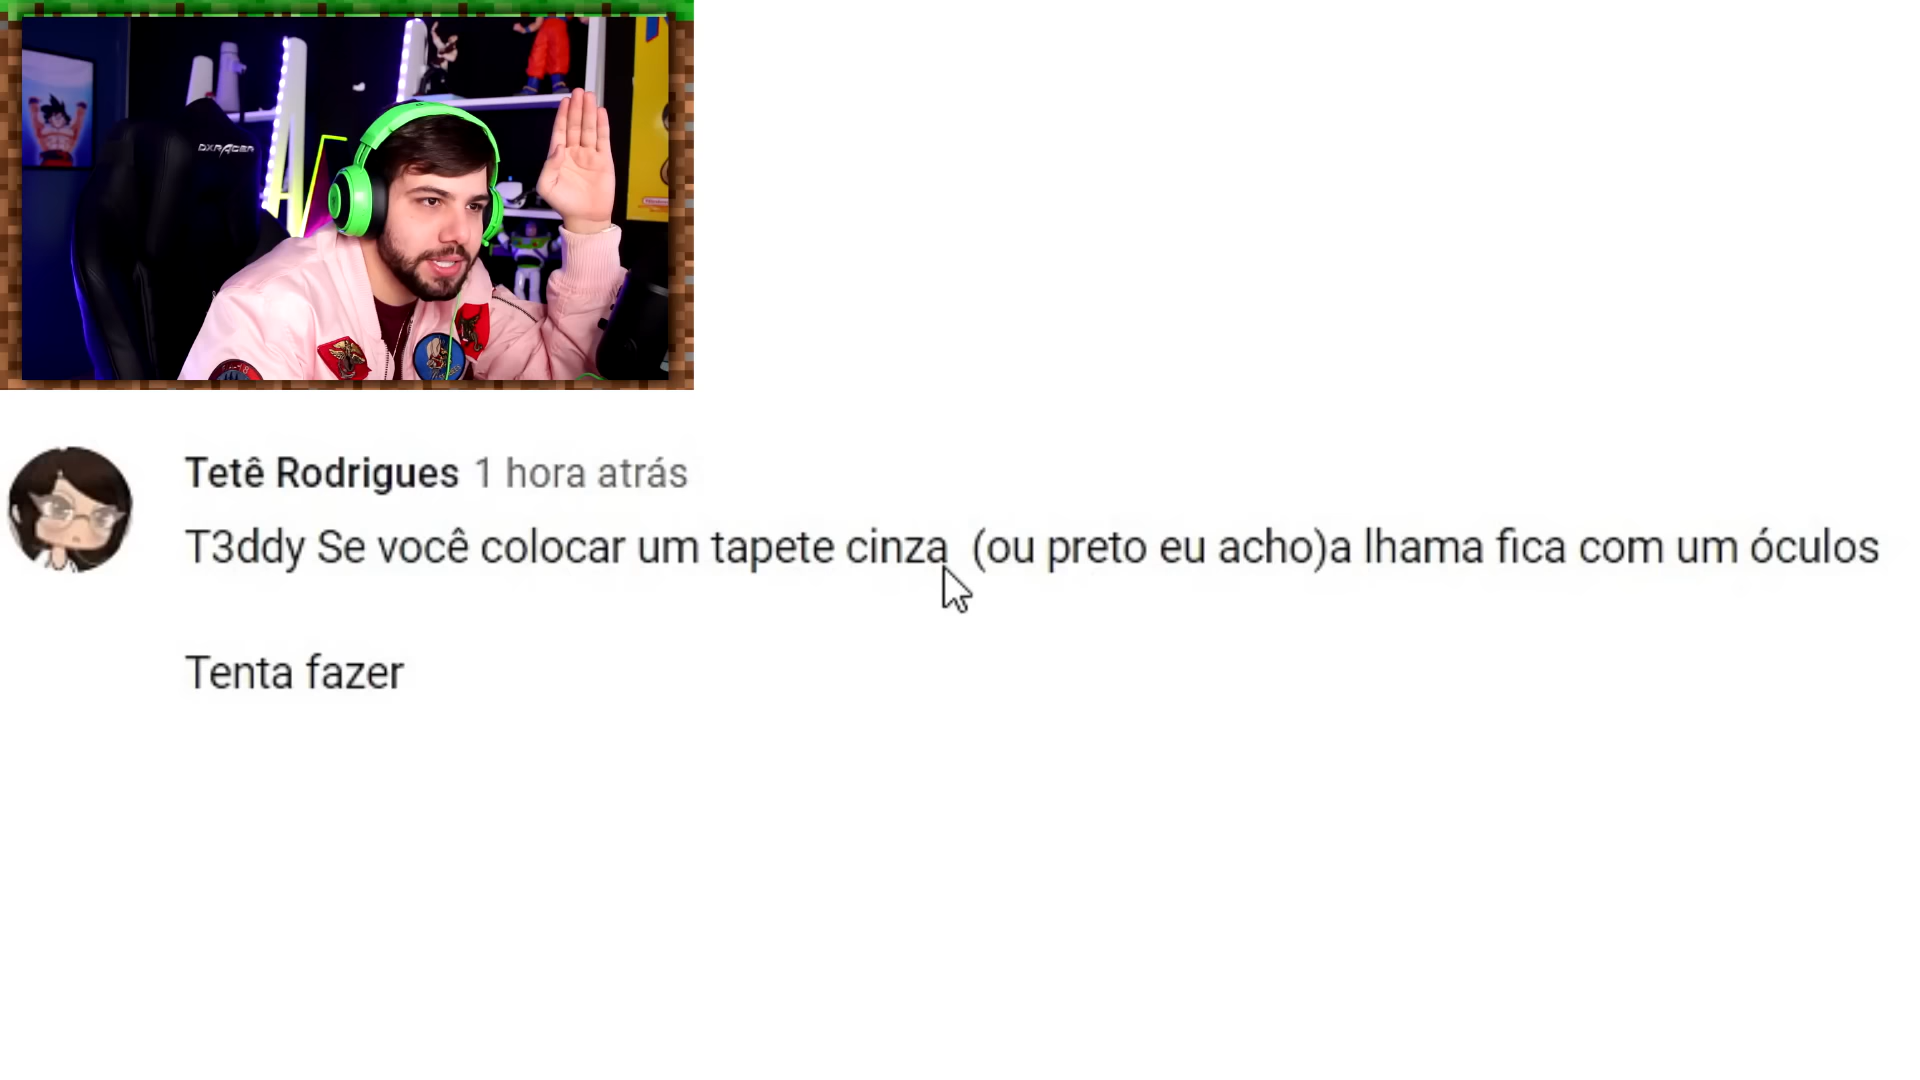 DXRACER
Tetê Rodrigues 1 hora atrás
T3ddy Se você colocar um tapete cinza (ou preto eu acho)a lhama fica com um óculos
Tenta fazer